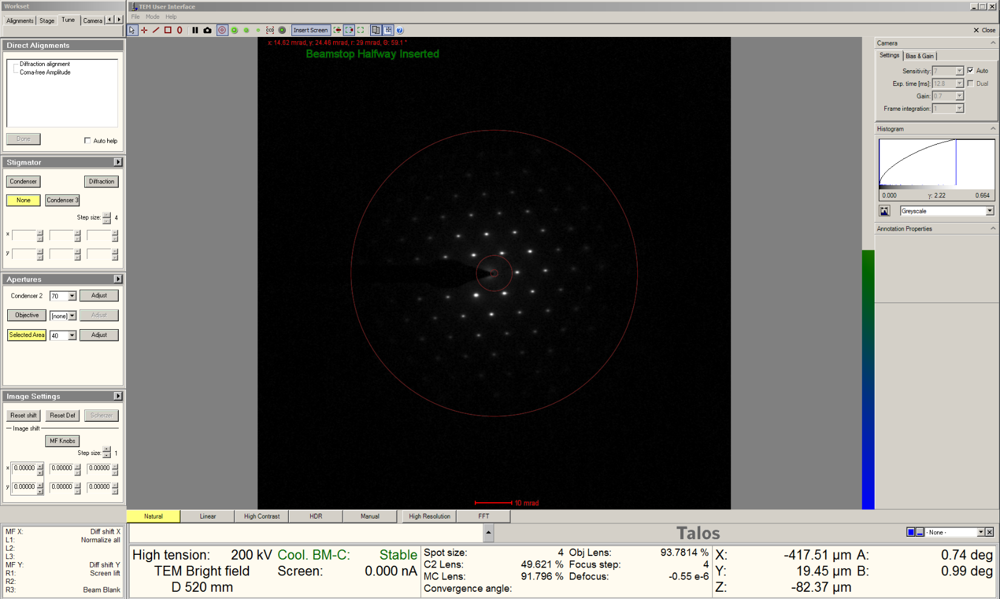 Workset
TEM User Interface
File Mode Help
Alignments Stage Tune Camera
Insert Screen
Close
Direct Alignments
Diffraction alignment
Coma-free Amplitude
Done
Auto help
Stigmator
Condenser Diffraction
None Condenser 3
Step size: 4
x
y
Apertures
Condenser 2 70 Adjust
Objective [none] Adjust
Selected Area 40 Adjust
Image Settings
Reset shift Reset Def Scherzer
Image shift
MF Knobs
Step size: 1
x 0.00000 0.00000 0.00000
y 0.00000 0.00000 0.00000
MF X: Diff shift X
L1: Normalize all
L2:
L3:
MF Y: Diff shift Y
R1: Screen lift
R2:
R3: Beam Blank
x: 14.62 mrad, y: 24.46 mrad, r: 29 mrad, Θ: 59.1 °
Beamstop Halfway Inserted
10 mrad
Camera
Settings Bias & Gain
Sensitivity: 7 Auto
Exp. time [ms]: 12.8 Dual
Gain: 0.7
Frame integration: 1
Histogram
0.000 γ: 2.22 0.664
Greyscale
Annotation Properties
Natural Linear High Contrast HDR Manual High Resolution FFT
Talos
- None -
High tension: 200 kV Cool. BM-C: Stable
TEM Bright field Screen: 0.000 nA
D 520 mm
Spot size: 4 Obj Lens: 93.7814 %
C2 Lens: 49.621 % Focus step: 4
MC Lens: 91.796 % Defocus: -0.55 e-6
Convergence angle:
X: -417.51 µm A: 0.74 deg
Y: 19.45 µm B: 0.99 deg
Z: -82.37 µm